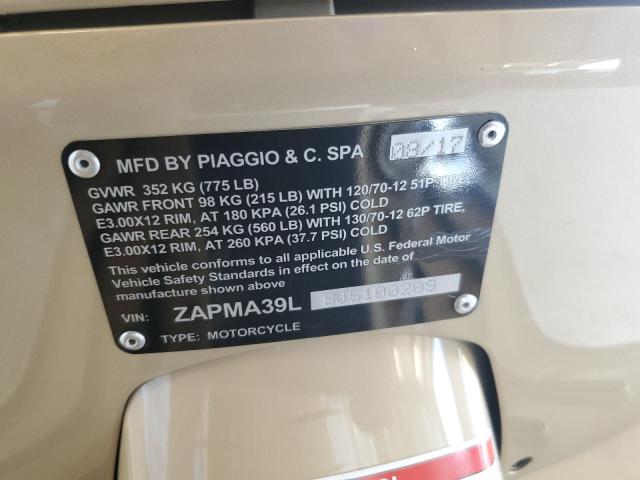 MFD BY PIAGGIO & C. SPA 08/17
GVWR 352 KG (775 LB)
GAWR FRONT 98 KG (215 LB) WITH 120/70-12 51P TIRE,
E3.00X12 RIM, AT 180 KPA (26.1 PSI) COLD
GAWR REAR 254 KG (560 LB) WITH 130/70-12 62P TIRE,
E3.00X12 RIM, AT 260 KPA (37.7 PSI) COLD
This vehicle conforms to all applicable U.S. Federal Motor
Vehicle Safety Standards in effect on the date of
manufacture shown above
VIN: ZAPMA39L
TYPE: MOTORCYCLE